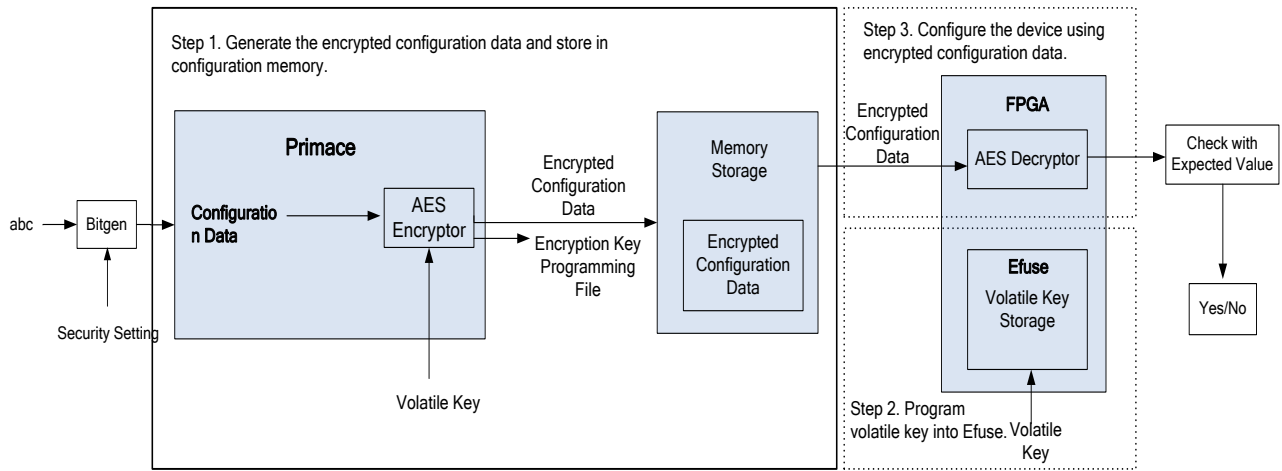 Step 1. Generate the encrypted configuration data and store in
configuration memory.
Primace
Configuratio
n Data
AES
Encryptor
Encrypted
Configuration
Data
Encryption Key
Programming
File
Memory
Storage
Encrypted
Configuration
Data
abc
Bitgen
Security Setting
Volatile Key
Step 3. Configure the device using
encrypted configuration data.
FPGA
Encrypted
Configuration
Data
AES Decryptor
Check with
Expected Value
Yes/No
Efuse
Volatile Key
Storage
Step 2. Program
volatile key into Efuse.
Volatile
Key